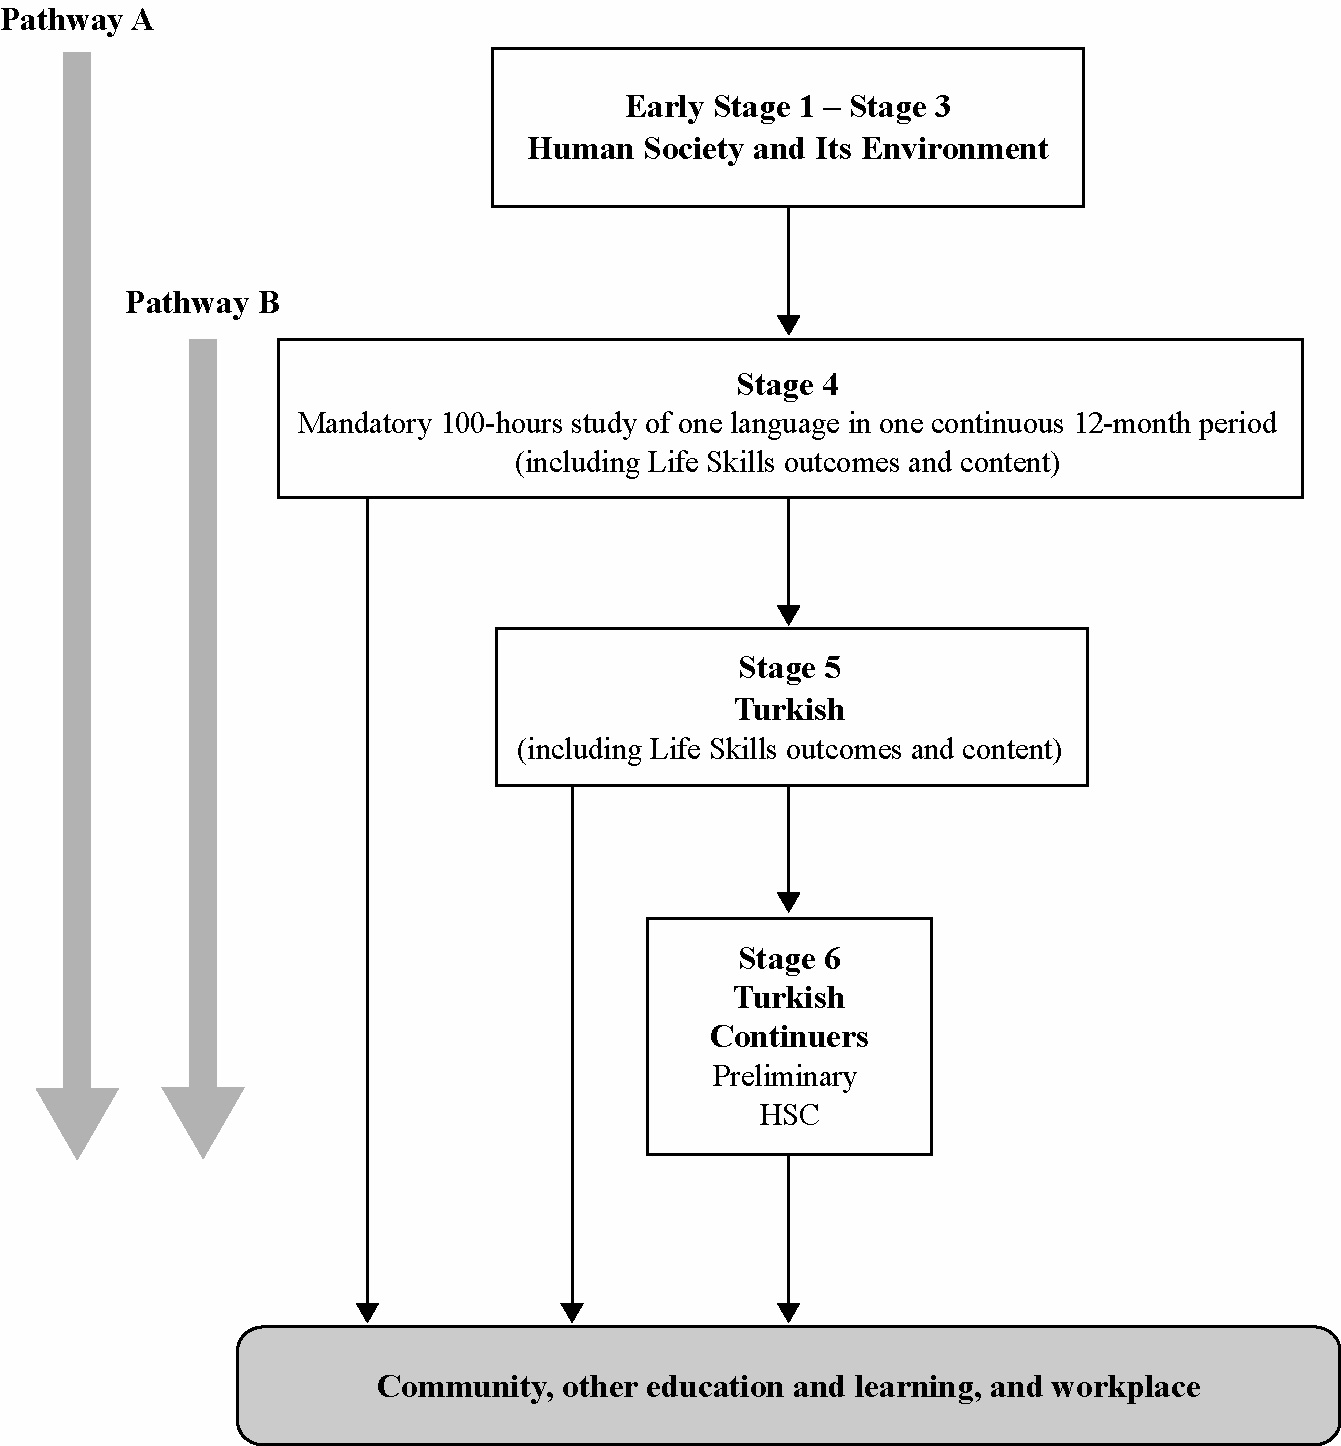 Pathway A
Early Stage 1 – Stage 3
Human Society and Its Environment
Pathway B
Stage 4
Mandatory 100-hours study of one language in one continuous 12-month period
(including Life Skills outcomes and content)
Stage 5
Turkish
(including Life Skills outcomes and content)
Stage 6
Turkish
Continuers
Preliminary
HSC
Community, other education and learning, and workplace